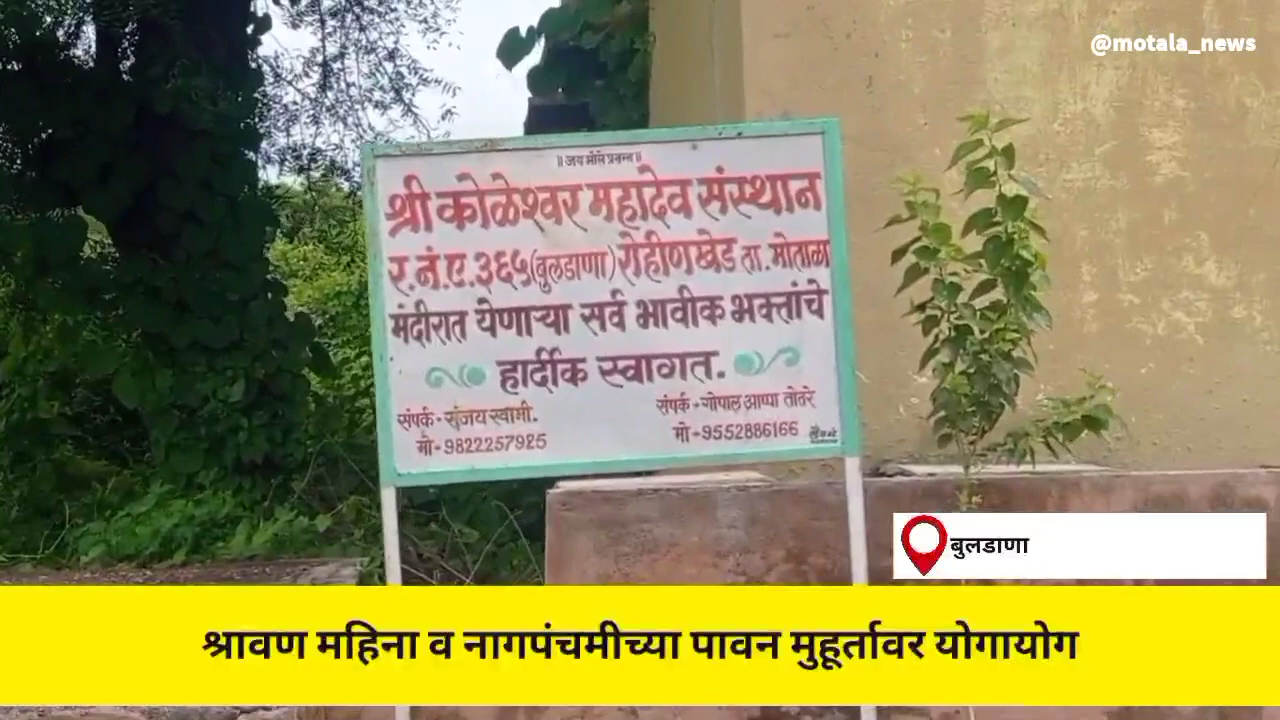 @motala_news
॥ जय भोले प्रसन्न ॥
श्री कोळेश्वर महादेव संस्थान
र.नं.ए.३६५(बुलडाणा) रोहीणखेड ता. मोताळा
मंदीरात येणाऱ्या सर्व भावीक भक्तांचे
हार्दीक स्वागत.
संपर्क - संजय स्वामी.
मो-9822257925
संपर्क - गोपाल आप्पा तोतरे
मो-9552886166
बुलडाणा
श्रावण महिना व नागपंचमीच्या पावन मुहूर्तावर योगायोग